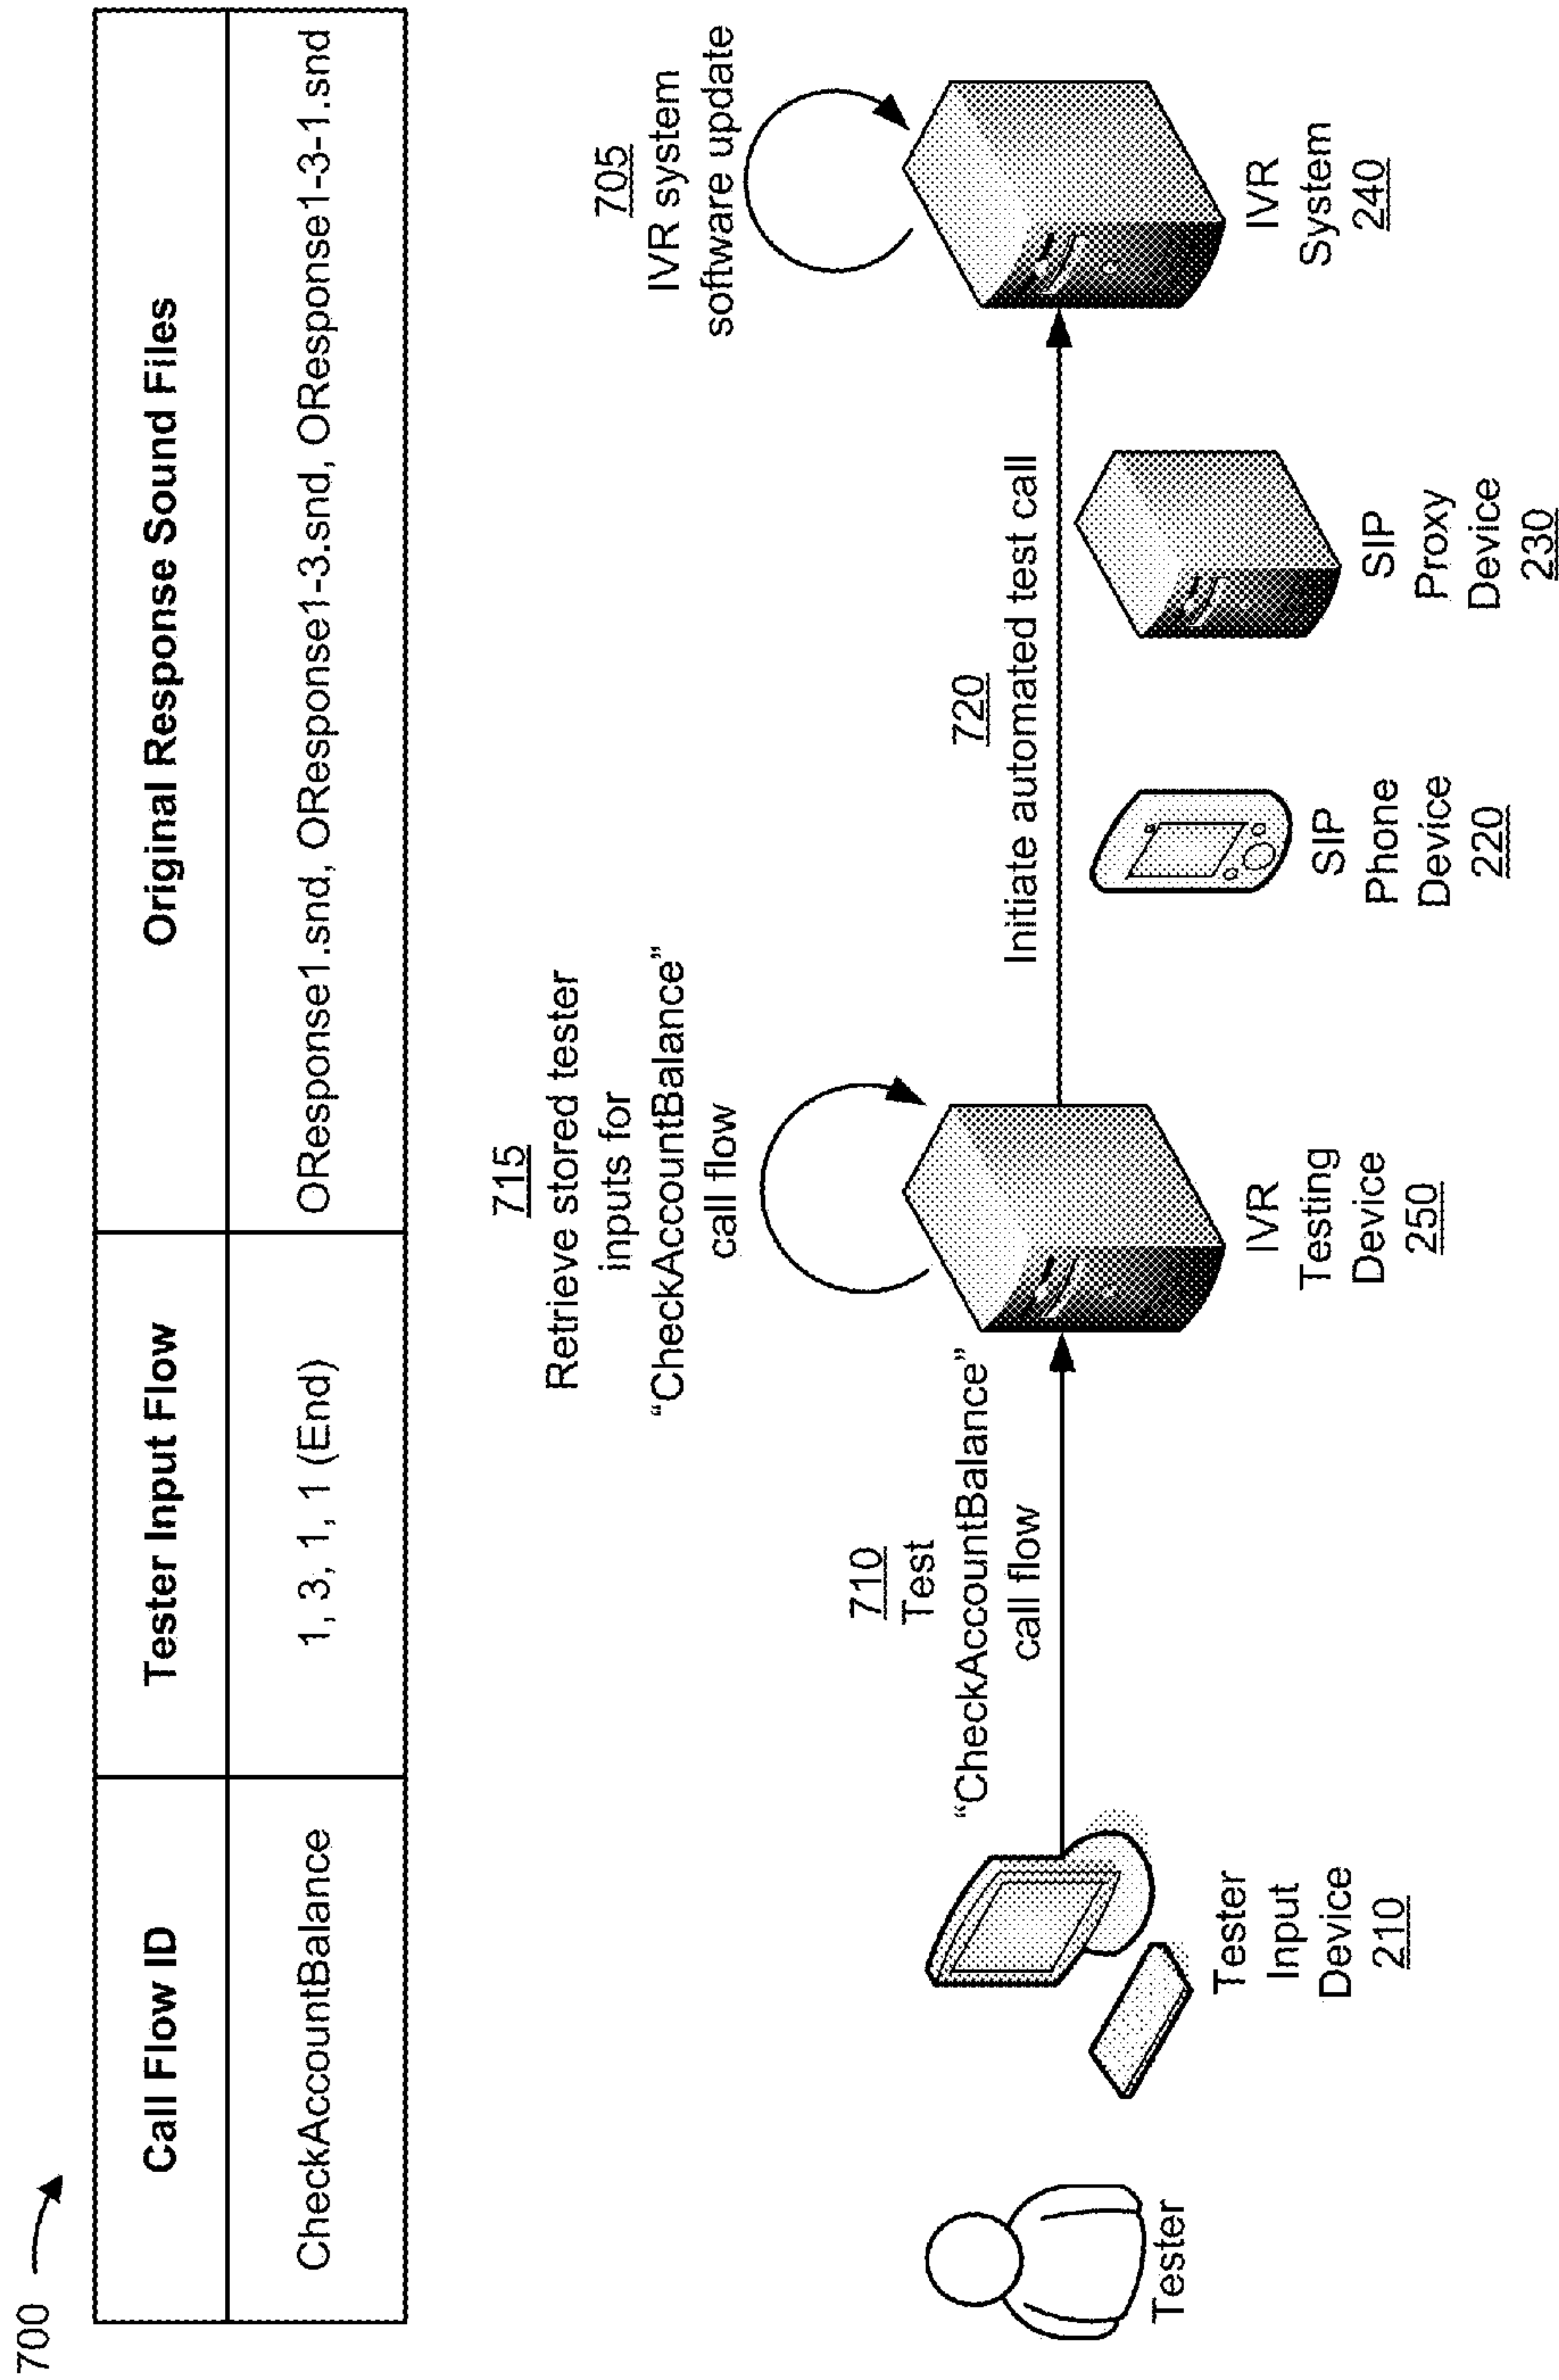 700
Call Flow ID
Tester Input Flow
Original Response Sound Files
CheckAccountBalance
1, 3, 1, 1 (End)
OResponse1.snd, OResponse1-3.snd, OResponse1-3-1.snd
710
Test
“CheckAccountBalance”
call flow
715
Retrieve stored tester
inputs for
“CheckAccountBalance”
call flow
720
Initiate automated test call
705
IVR system
software update
Tester
Tester
Input
Device
210
IVR
Testing
Device
250
SIP
Phone
Device
220
SIP
Proxy
Device
230
IVR
System
240